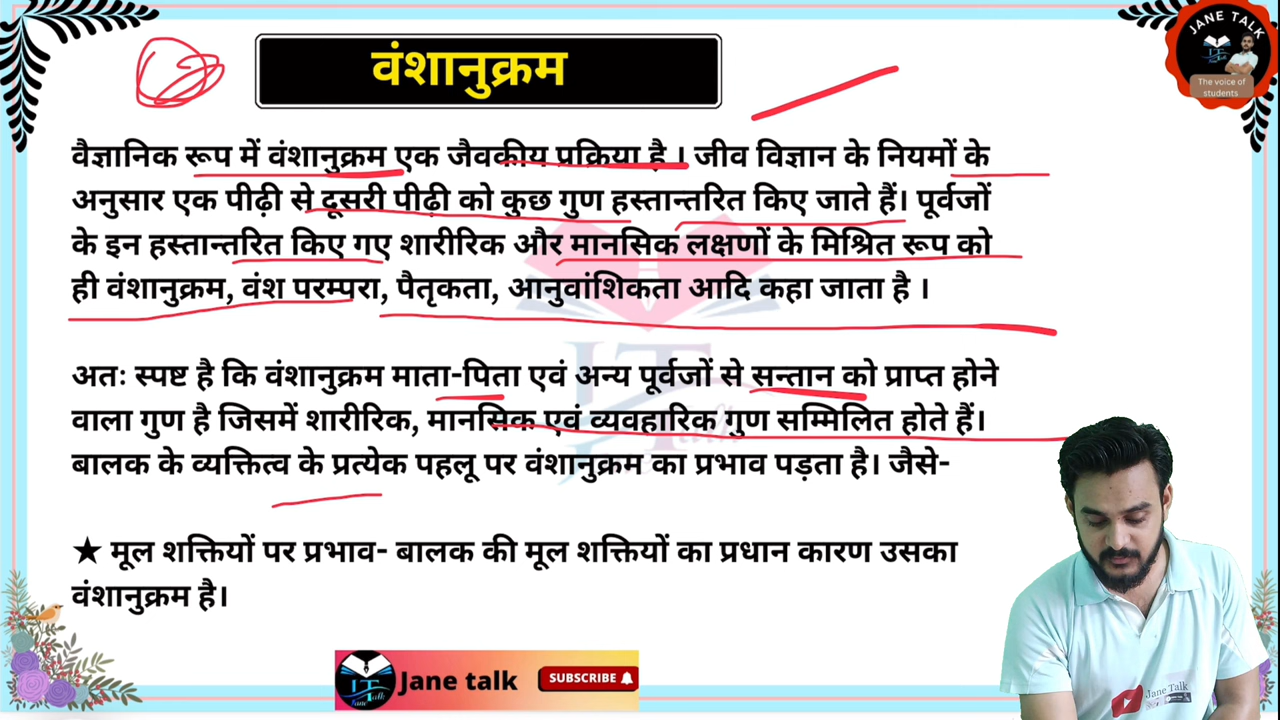 वंशानुक्रम
JANE TALK
The voice of
students
वैज्ञानिक रूप में वंशानुक्रम एक जैवकीय प्रक्रिया है । जीव विज्ञान के नियमों के
अनुसार एक पीढ़ी से दूसरी पीढ़ी को कुछ गुण हस्तान्तरित किए जाते हैं। पूर्वजों
के इन हस्तान्तरित किए गए शारीरिक और मानसिक लक्षणों के मिश्रित रूप को
ही वंशानुक्रम, वंश परम्परा, पैतृकता, आनुवांशिकता आदि कहा जाता है ।
अतः स्पष्ट है कि वंशानुक्रम माता-पिता एवं अन्य पूर्वजों से सन्तान को प्राप्त होने
वाला गुण है जिसमें शारीरिक, मानसिक एवं व्यवहारिक गुण सम्मिलित होते हैं।
बालक के व्यक्तित्व के प्रत्येक पहलू पर वंशानुक्रम का प्रभाव पड़ता है। जैसे-
★ मूल शक्तियों पर प्रभाव- बालक की मूल शक्तियों का प्रधान कारण उसका
वंशानुक्रम है।
Jane talk
SUBSCRIBE
Jane Talk